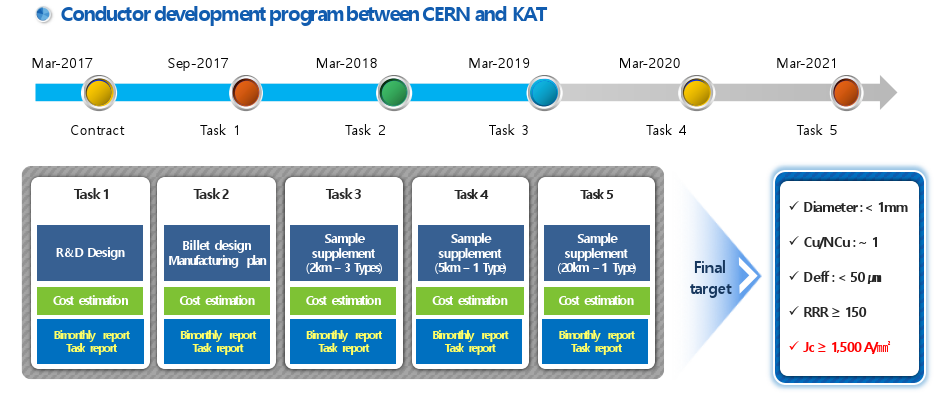 Conductor development program between CERN and KAT
Mar-2017 Sep-2017 Mar-2018 Mar-2019 Mar-2020 Mar-2021
Contract Task 1 Task 2 Task 3 Task 4 Task 5
Task 1
R&D Design
Cost estimation
Bimonthly report
Task report
Task 2
Billet design
Manufacturing plan
Cost estimation
Bimonthly report
Task report
Task 3
Sample
supplement
(2km – 3 Types)
Cost estimation
Bimonthly report
Task report
Task 4
Sample
supplement
(5km – 1 Type)
Cost estimation
Bimonthly report
Task report
Task 5
Sample
supplement
(20km – 1 Type)
Cost estimation
Bimonthly report
Task report
Final
target
✓ Diameter : < 1mm
✓ Cu/NCu : ~ 1
✓ Deff : < 50 ㎛
✓ RRR ≥ 150
✓ Jc ≥ 1,500 A/㎟